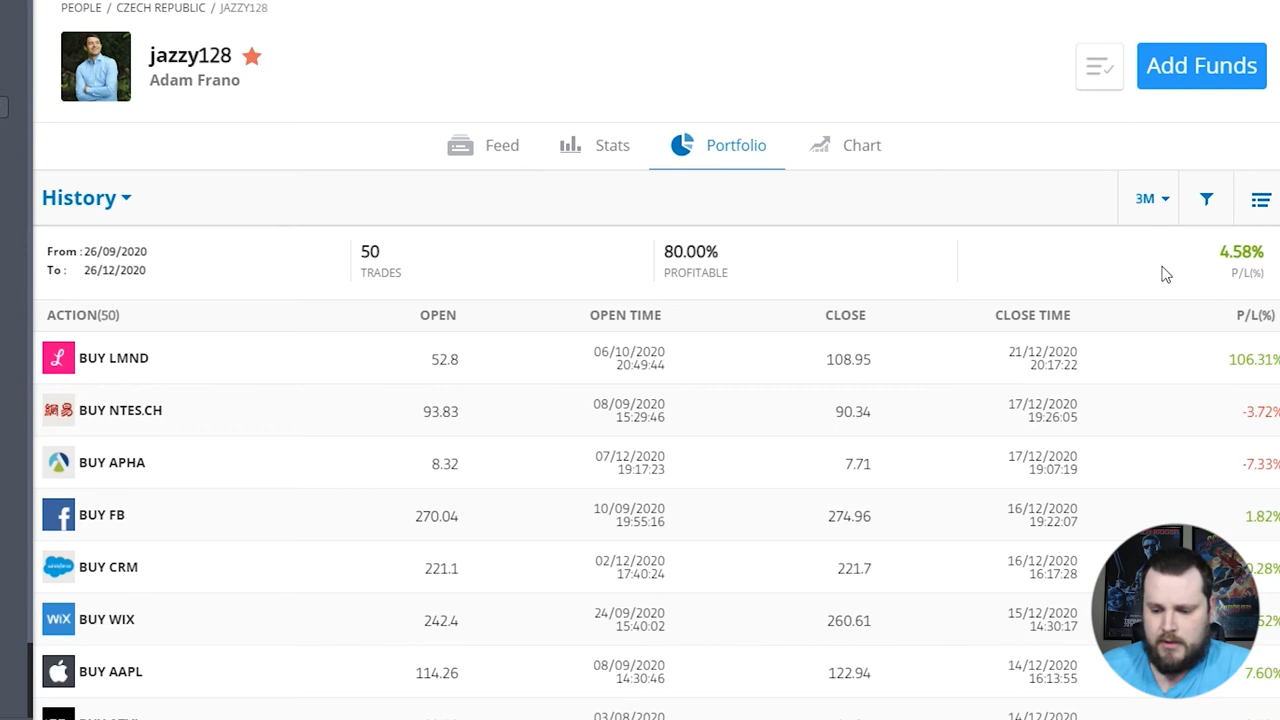 PEOPLE / CZECH REPUBLIC / JAZZY128
jazzy128
Adam Frano
Add Funds
Feed
Stats
Portfolio
Chart
History
3M
From : 26/09/2020
To : 26/12/2020
50
TRADES
80.00%
PROFITABLE
4.58%
P/L(%)
ACTION(50) OPEN OPEN TIME CLOSE CLOSE TIME P/L(%)
BUY LMND 52.8 06/10/2020 20:49:44 108.95 21/12/2020 20:17:22 106.31%
網易 BUY NTES.CH 93.83 08/09/2020 15:29:46 90.34 17/12/2020 19:26:05 -3.72%
BUY APHA 8.32 07/12/2020 19:17:23 7.71 17/12/2020 19:07:19 -7.33%
f BUY FB 270.04 10/09/2020 19:55:16 274.96 16/12/2020 19:22:07 1.82%
BUY CRM 221.1 02/12/2020 17:40:24 221.7 16/12/2020 16:17:28 .28%
WiX BUY WIX 242.4 24/09/2020 15:40:02 260.61 15/12/2020 14:30:17 52%
BUY AAPL 114.26 08/09/2020 14:30:46 122.94 14/12/2020 16:13:55 7.60%
03/08/2020 14/12/2020